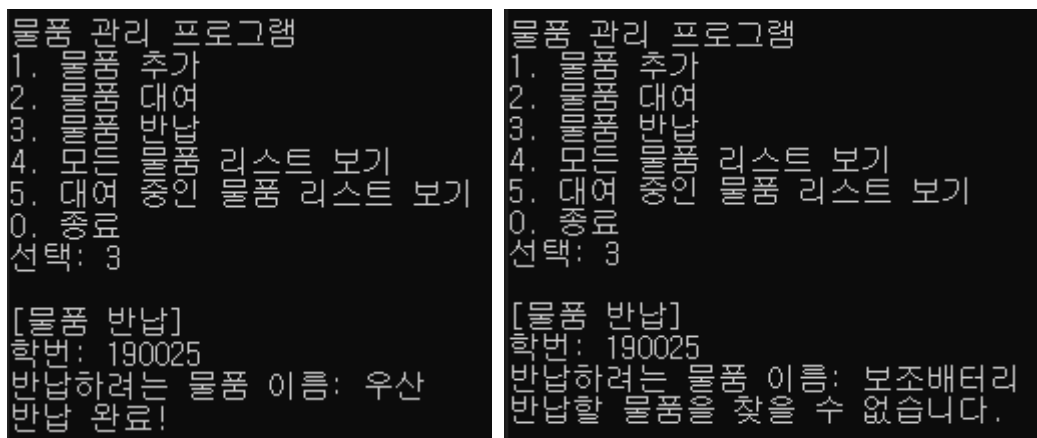 물품 관리 프로그램
1. 물품 추가
2. 물품 대여
3. 물품 반납
4. 모든 물품 리스트 보기
5. 대여 중인 물품 리스트 보기
0. 종료
선택: 3
[물품 반납]
학번: 190025
반납하려는 물품 이름: 우산
반납 완료!
물품 관리 프로그램
1. 물품 추가
2. 물품 대여
3. 물품 반납
4. 모든 물품 리스트 보기
5. 대여 중인 물품 리스트 보기
0. 종료
선택: 3
[물품 반납]
학번: 190025
반납하려는 물품 이름: 보조배터리
반납할 물품을 찾을 수 없습니다.